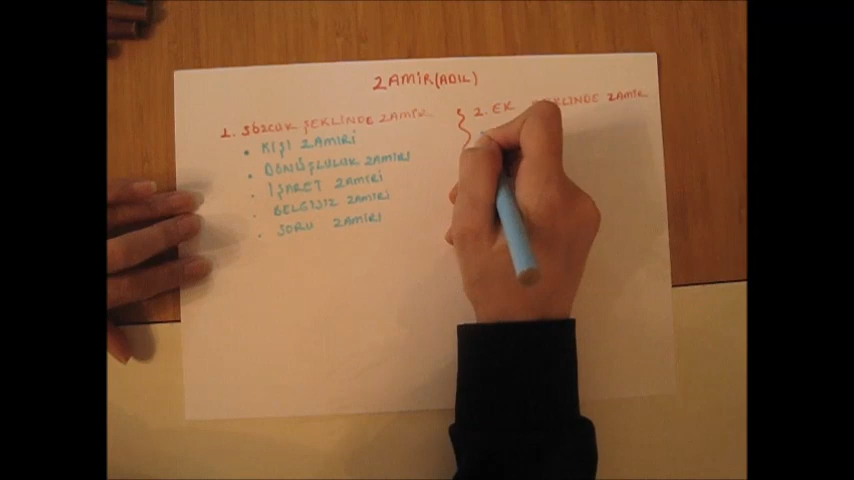 ZAMİR(ADIL)
1. SÖZCÜK ŞEKLİNDE ZAMİR
• KİŞİ ZAMİRİ
• DÖNÜŞLÜLÜK ZAMİRİ
• İŞARET ZAMİRİ
• BELGİSİZ ZAMİRİ
• SORU ZAMİRİ
2. EK ŞEKLİNDE ZAMİR